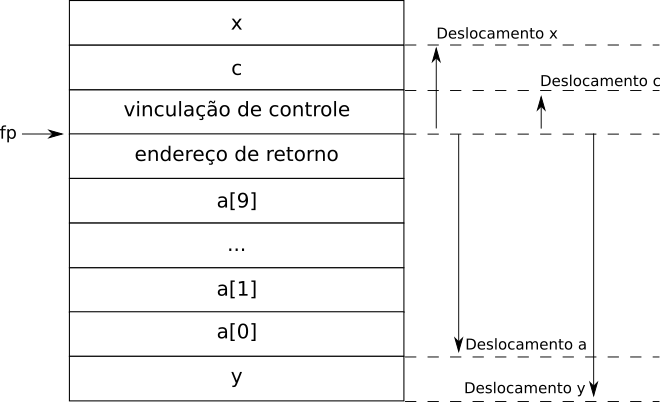 x
Deslocamento x
c
Deslocamento c
vinculação de controle
fp
endereço de retorno
a[9]
...
a[1]
a[0]
Deslocamento a
y
Deslocamento y